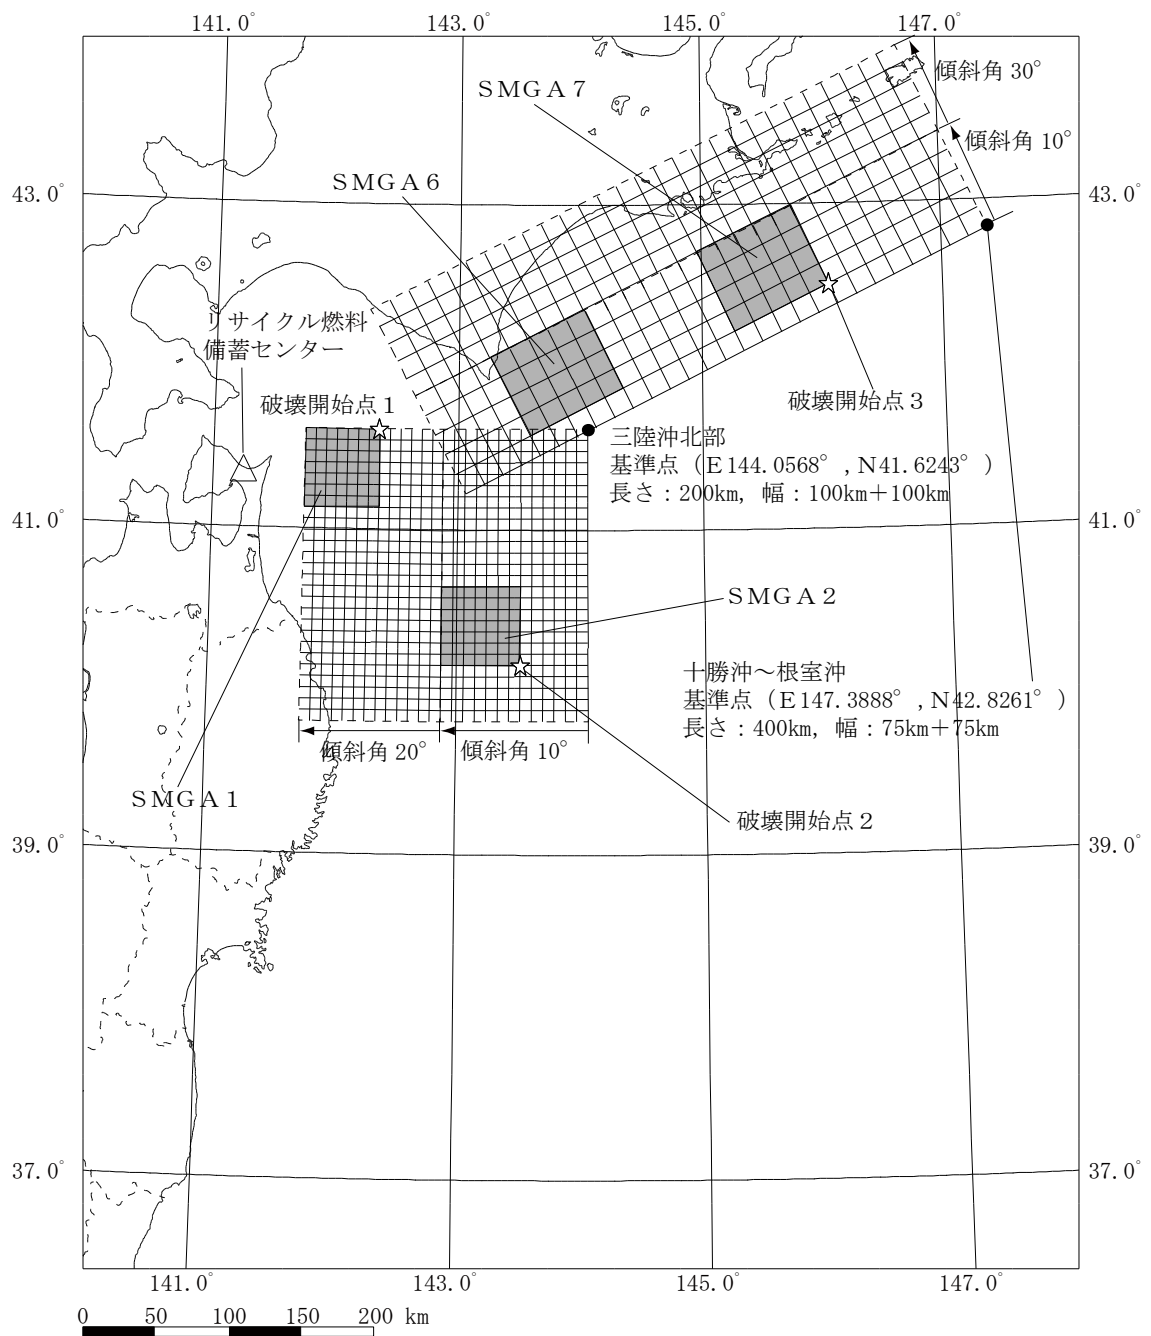 141.0° 143.0° 145.0° 147.0°
傾斜角 30°
SMGA7
傾斜角 10°
SMGA6
43.0° 43.0°
リサイクル燃料
備蓄センター
破壊開始点1
破壊開始点3
三陸沖北部
基準点（E144.0568°,N41.6243°）
長さ：200km, 幅：100km＋100km
41.0° 41.0°
SMGA2
十勝沖～根室沖
基準点（E147.3888°,N42.8261°）
長さ：400km, 幅：75km＋75km
傾斜角 20° 傾斜角 10°
SMGA1
破壊開始点2
39.0° 39.0°
37.0° 37.0°
141.0° 143.0° 145.0° 147.0°
0 50 100 150 200 km